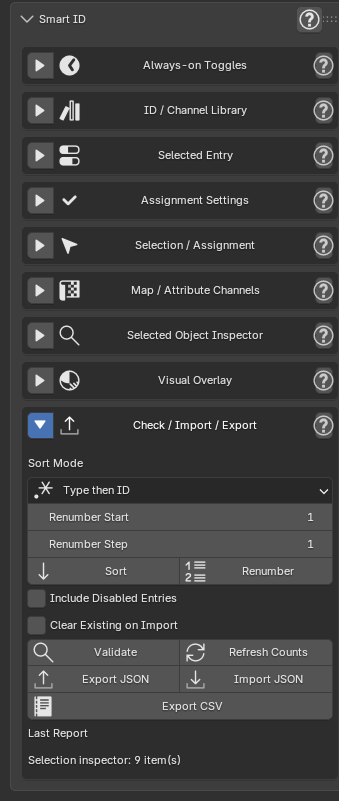 Smart ID
Always-on Toggles
ID / Channel Library
Selected Entry
Assignment Settings
Selection / Assignment
Map / Attribute Channels
Selected Object Inspector
Visual Overlay
Check / Import / Export
Sort Mode
Type then ID
Renumber Start 1
Renumber Step 1
Sort Renumber
Include Disabled Entries
Clear Existing on Import
Validate Refresh Counts
Export JSON Import JSON
Export CSV
Last Report
Selection inspector: 9 item(s)